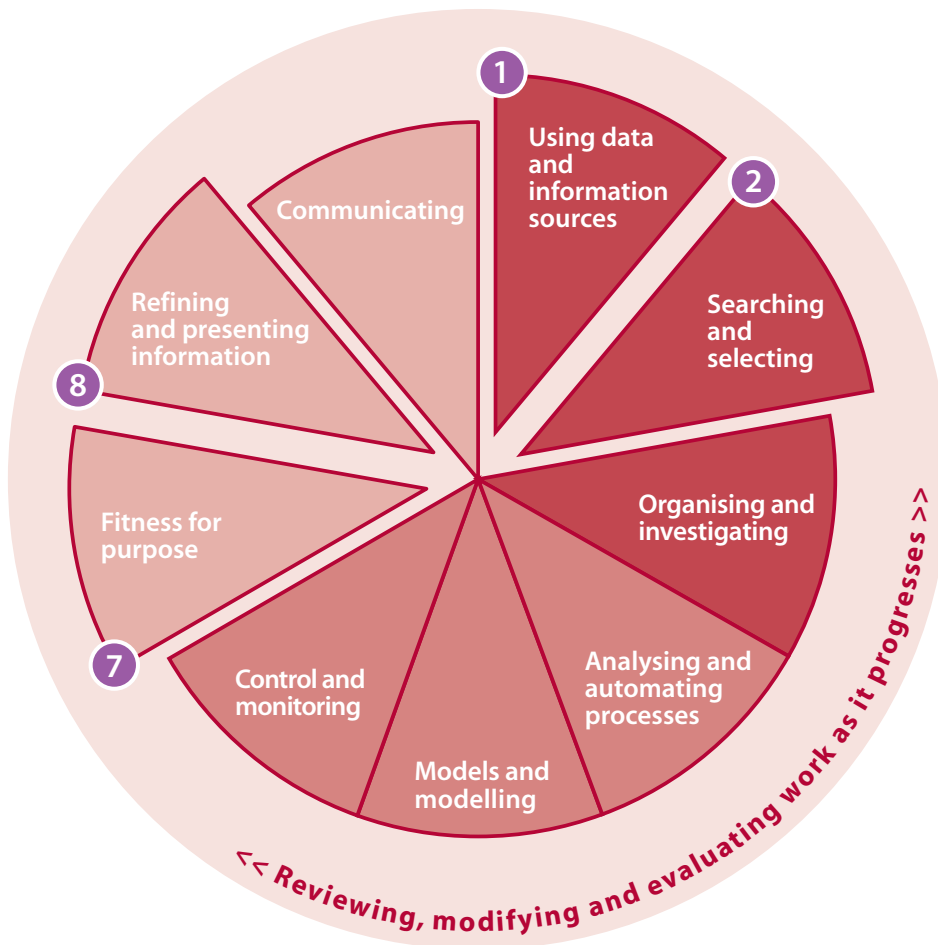 1
Using data
and
information
sources
2
Searching
and
selecting
Organising and
investigating
Analysing and
automating
processes
Models and
modelling
Control and
monitoring
7
Fitness for
purpose
8
Refining
and presenting
information
Communicating
<< Reviewing, modifying and evaluating work as it progresses >>